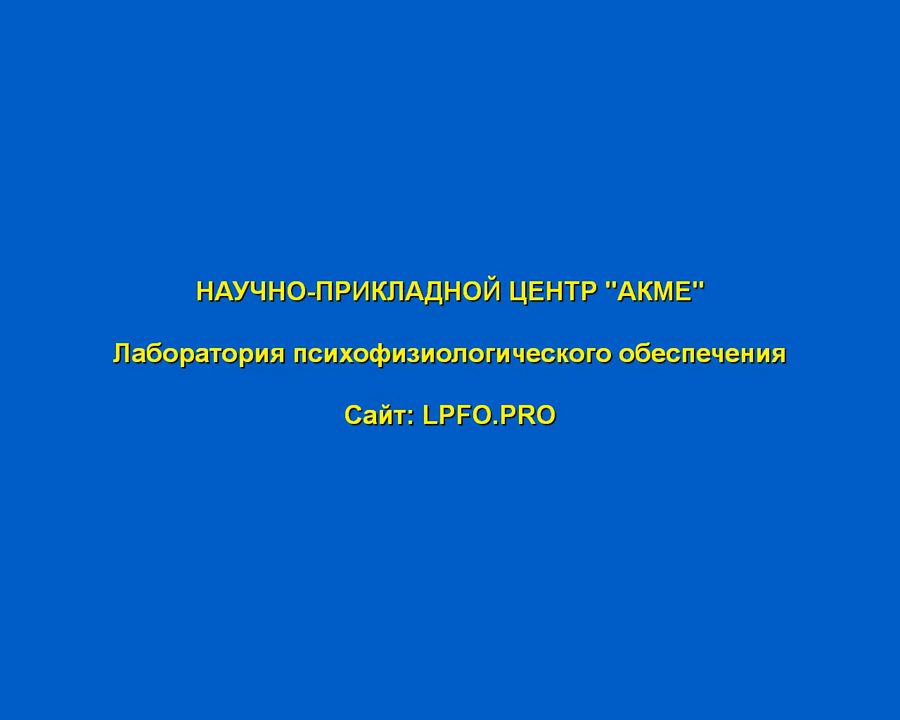 НАУЧНО-ПРИКЛАДНОЙ ЦЕНТР "АКМЕ"
Лаборатория психофизиологического обеспечения
Сайт: LPFO.PRO